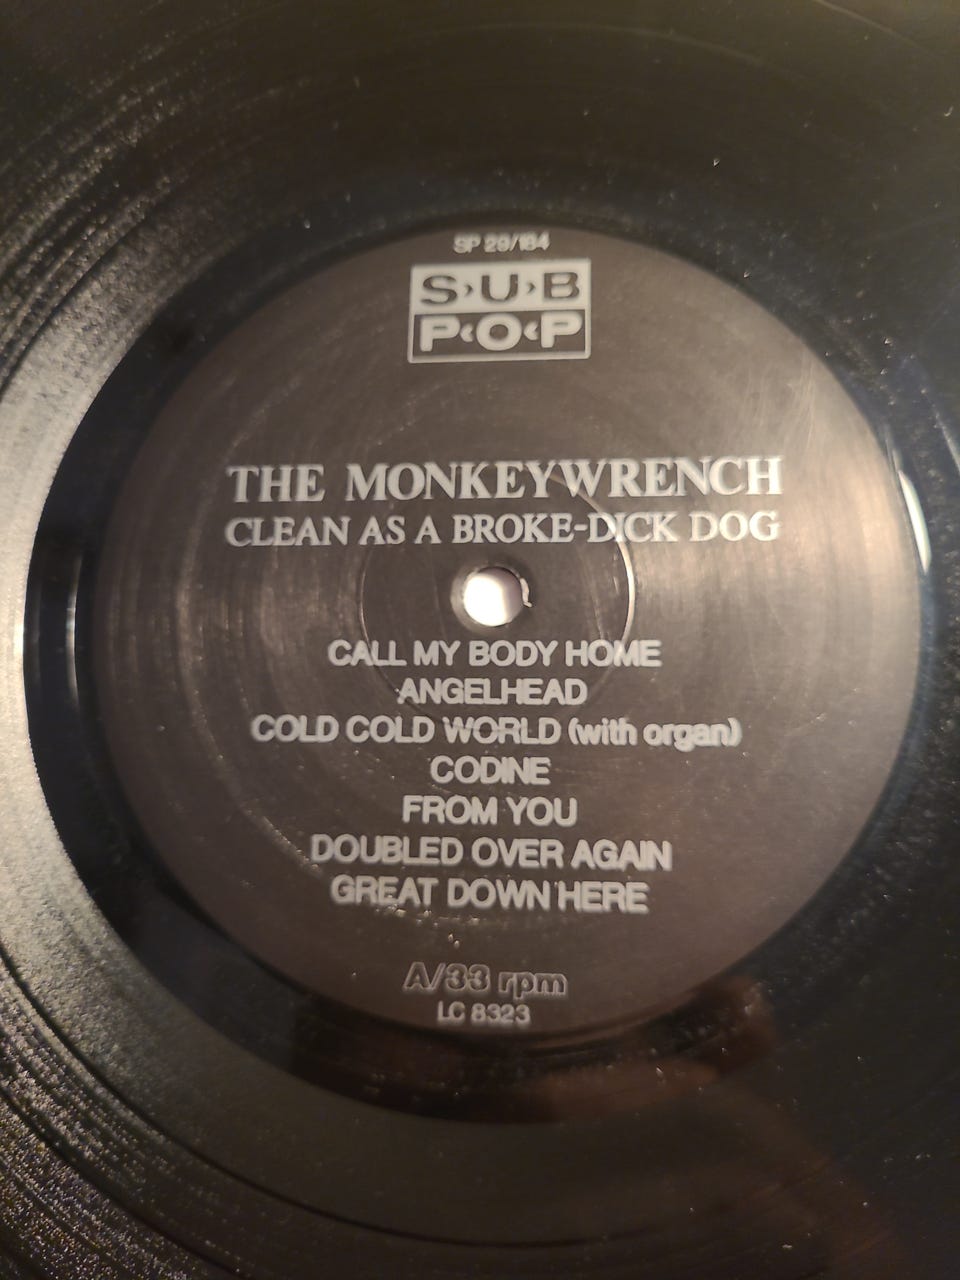 SP 29/184
S›U›B
P‹O‹P
THE MONKEYWRENCH
CLEAN AS A BROKE-DICK DOG
CALL MY BODY HOME
ANGELHEAD
COLD COLD WORLD (with organ)
CODINE
FROM YOU
DOUBLED OVER AGAIN
GREAT DOWN HERE
A/33 rpm
LC 8323